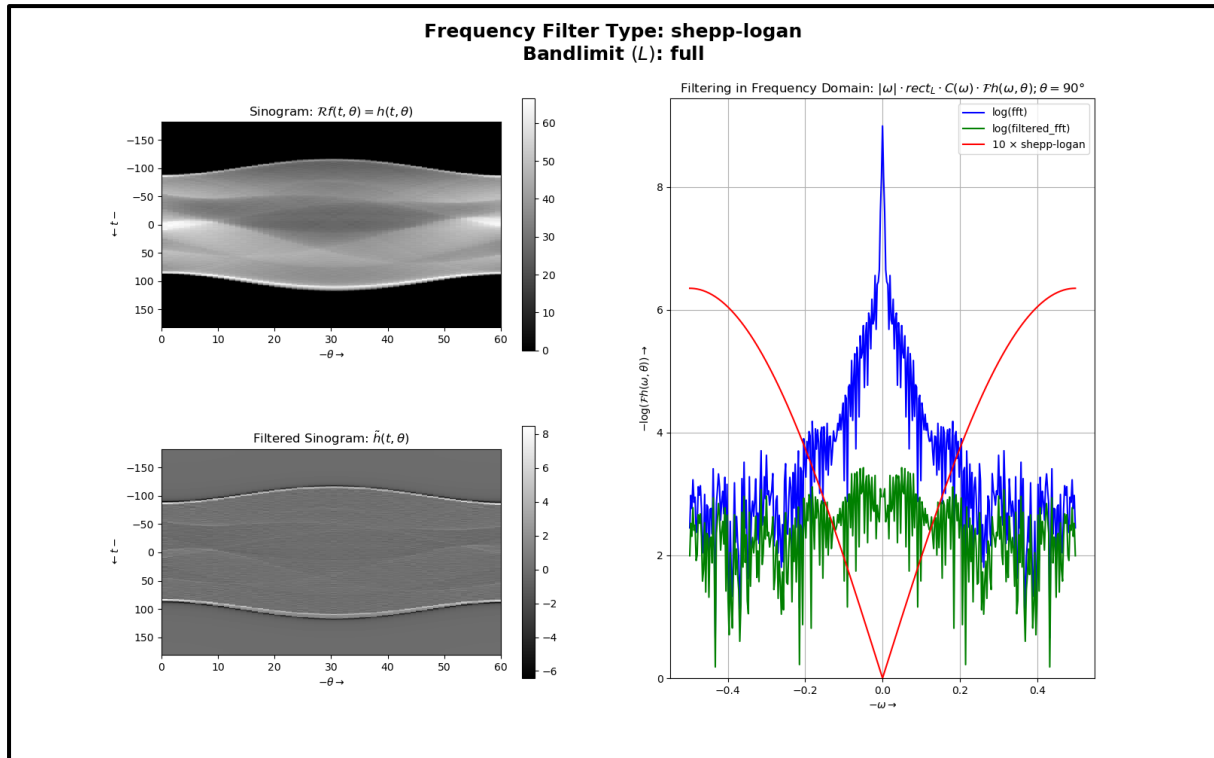 Frequency Filter Type: shepp-logan
Bandlimit (L): full
Sinogram: ℛf(t, θ) = h(t, θ)
−150
−100
−50
0
50
100
150
← t −
0 10 20 30 40 50 60
−θ →
60
50
40
30
20
10
0
Filtered Sinogram: h̃(t, θ)
−150
−100
−50
0
50
100
150
← t −
0 10 20 30 40 50 60
−θ →
8
6
4
2
0
−2
−4
−6
Filtering in Frequency Domain: |ω| · rect_L · C(ω) · ℱh(ω, θ); θ = 90°
log(fft)
log(filtered_fft)
10 × shepp-logan
8
6
4
2
0
−log(ℱh(ω, θ)) →
−0.4 −0.2 0.0 0.2 0.4
−ω →